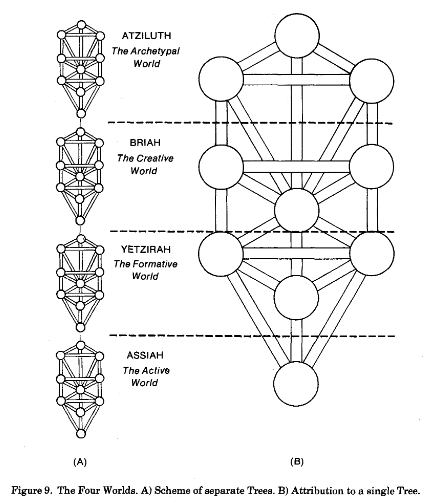 ATZILUTH
The Archetypal
World
BRIAH
The Creative
World
YETZIRAH
The Formative
World
ASSIAH
The Active
World
(A)
(B)
Figure 9. The Four Worlds. A) Scheme of separate Trees. B) Attribution to a single Tree.